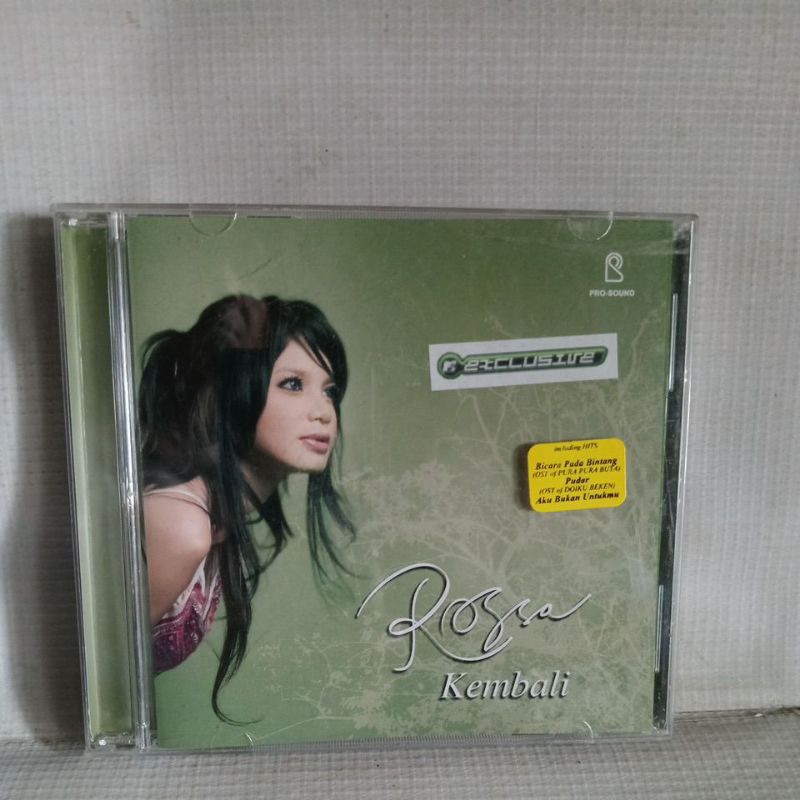 PRO-SOUND
exclusive
including HITS
Bicara Pada Bintang
(OST of PURA PURA BUTA)
Pudar
(OST of DOIKU BEKEN)
Aku Bukan Untukmu
Rossa
Kembali